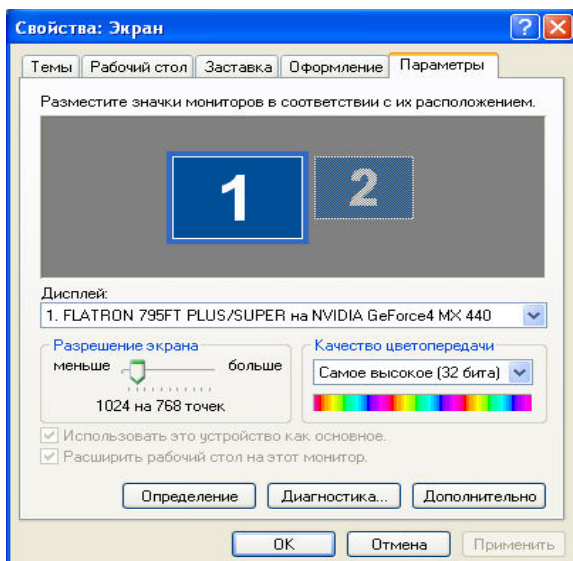 Свойства: Экран
Темы Рабочий стол Заставка Оформление Параметры
Разместите значки мониторов в соответствии с их расположением.
1 2
Дисплей:
1. FLATRON 795FT PLUS/SUPER на NVIDIA GeForce4 MX 440
Разрешение экрана Качество цветопередачи
меньше больше Самое высокое (32 бита)
1024 на 768 точек
Использовать это устройство как основное.
Расширить рабочий стол на этот монитор.
Определение Диагностика... Дополнительно
OK Отмена Применить